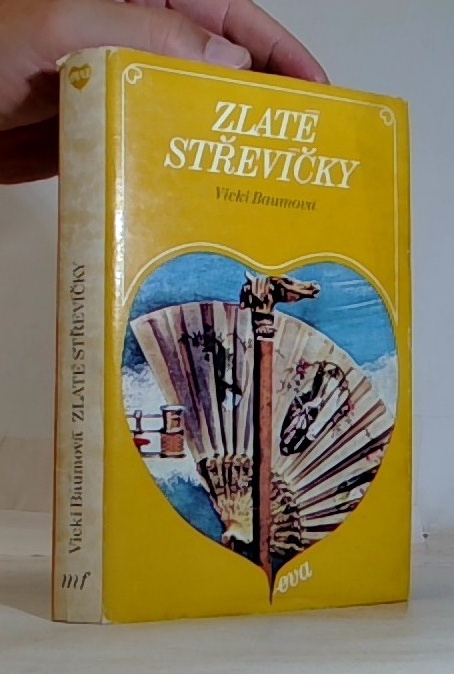 ZLATÉ
STŘEVÍČKY
Vicki Baumová
eva
Vicki Baumová ZLATÉ STŘEVÍČKY
mf
eva